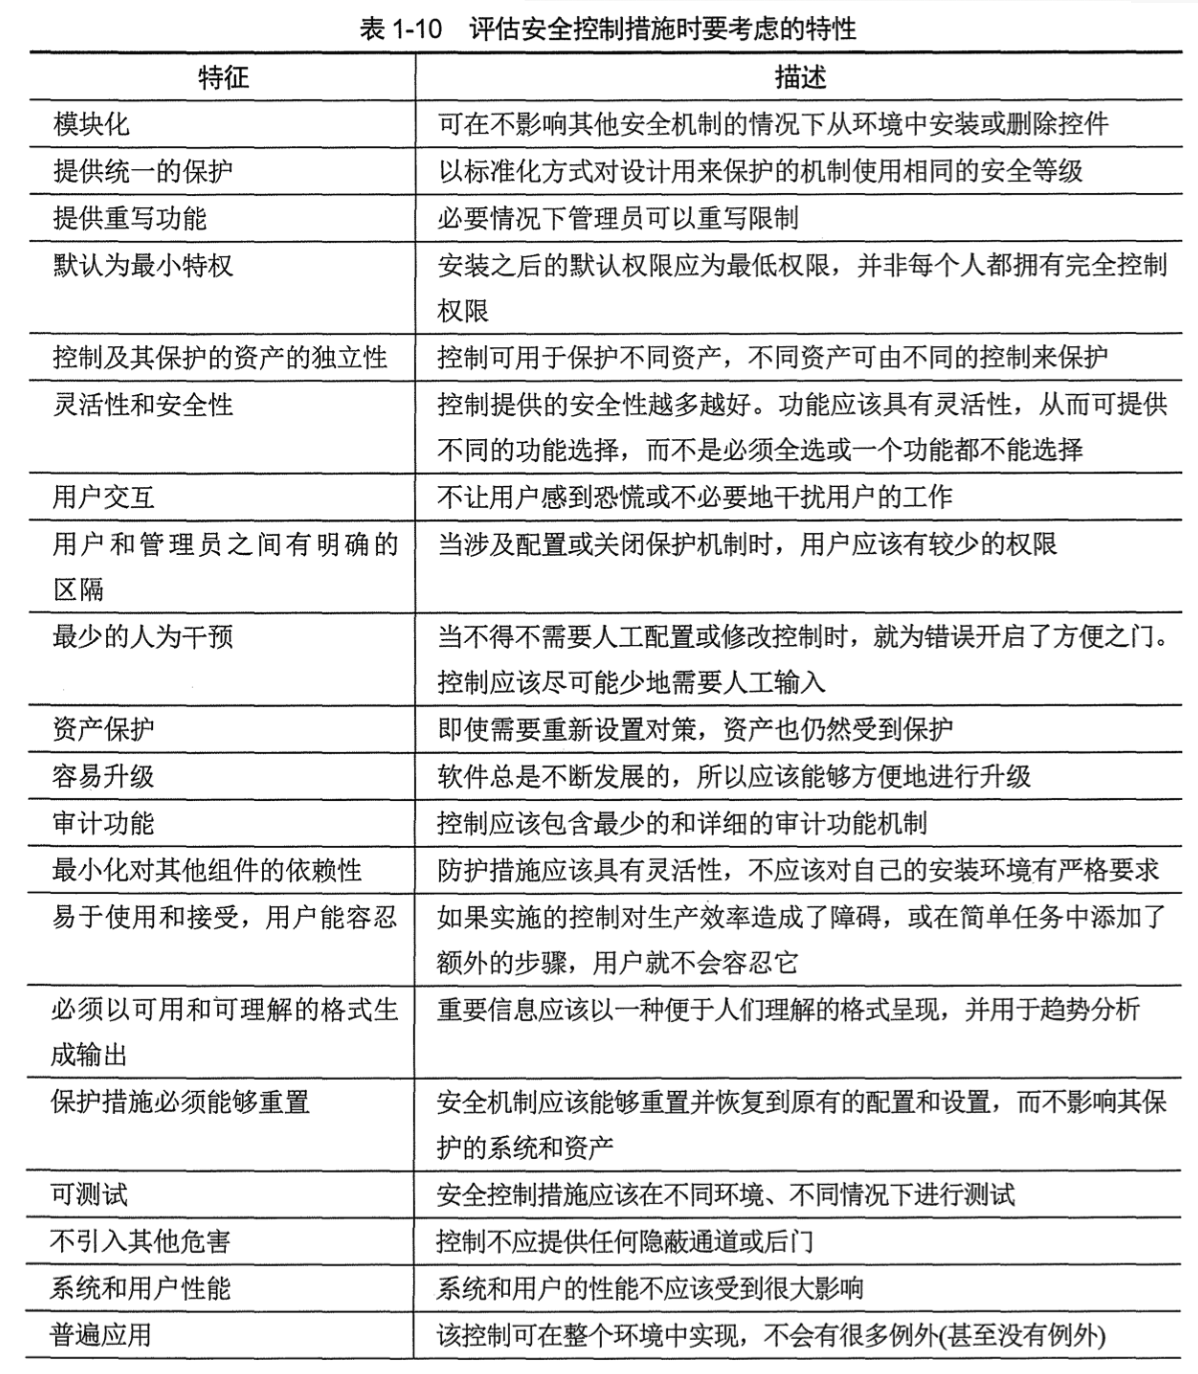 表 1-10 评估安全控制措施时要考虑的特性
特征 描述
模块化 可在不影响其他安全机制的情况下从环境中安装或删除控件
提供统一的保护 以标准化方式对设计用来保护的机制使用相同的安全等级
提供重写功能 必要情况下管理员可以重写限制
默认为最小特权 安装之后的默认权限应为最低权限，并非每个人都拥有完全控制
权限
控制及其保护的资产的独立性 控制可用于保护不同资产，不同资产可由不同的控制来保护
灵活性和安全性 控制提供的安全性越多越好。功能应该具有灵活性，从而可提供
不同的功能选择，而不是必须全选或一个功能都不能选择
用户交互 不让用户感到恐慌或不必要地干扰用户的工作
用户和管理员之间有明确的 当涉及配置或关闭保护机制时，用户应该有较少的权限
区隔
最少的人为干预 当不得不需要人工配置或修改控制时，就为错误开启了方便之门。
控制应该尽可能少地需要人工输入
资产保护 即使需要重新设置对策，资产也仍然受到保护
容易升级 软件总是不断发展的，所以应该能够方便地进行升级
审计功能 控制应该包含最少的和详细的审计功能机制
最小化对其他组件的依赖性 防护措施应该具有灵活性，不应该对自己的安装环境有严格要求
易于使用和接受，用户能容忍 如果实施的控制对生产效率造成了障碍，或在简单任务中添加了
额外的步骤，用户就不会容忍它
必须以可用和可理解的格式生 重要信息应该以一种便于人们理解的格式呈现，并用于趋势分析
成输出
保护措施必须能够重置 安全机制应该能够重置并恢复到原有的配置和设置，而不影响其保
护的系统和资产
可测试 安全控制措施应该在不同环境、不同情况下进行测试
不引入其他危害 控制不应提供任何隐蔽通道或后门
系统和用户性能 系统和用户的性能不应该受到很大影响
普遍应用 该控制可在整个环境中实现，不会有很多例外(甚至没有例外)